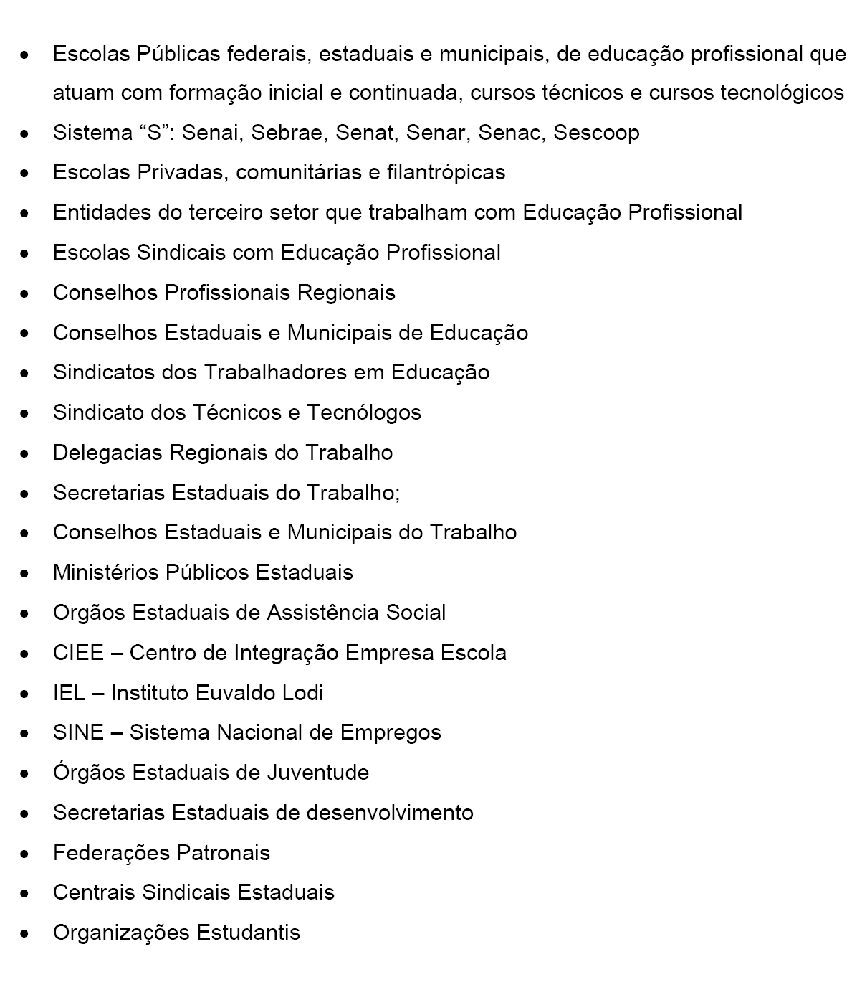 • Escolas Públicas federais, estaduais e municipais, de educação profissional que
atuam com formação inicial e continuada, cursos técnicos e cursos tecnológicos
• Sistema “S”: Senai, Sebrae, Senat, Senar, Senac, Sescoop
• Escolas Privadas, comunitárias e filantrópicas
• Entidades do terceiro setor que trabalham com Educação Profissional
• Escolas Sindicais com Educação Profissional
• Conselhos Profissionais Regionais
• Conselhos Estaduais e Municipais de Educação
• Sindicatos dos Trabalhadores em Educação
• Sindicato dos Técnicos e Tecnólogos
• Delegacias Regionais do Trabalho
• Secretarias Estaduais do Trabalho;
• Conselhos Estaduais e Municipais do Trabalho
• Ministérios Públicos Estaduais
• Orgãos Estaduais de Assistência Social
• CIEE – Centro de Integração Empresa Escola
• IEL – Instituto Euvaldo Lodi
• SINE – Sistema Nacional de Empregos
• Órgãos Estaduais de Juventude
• Secretarias Estaduais de desenvolvimento
• Federações Patronais
• Centrais Sindicais Estaduais
• Organizações Estudantis